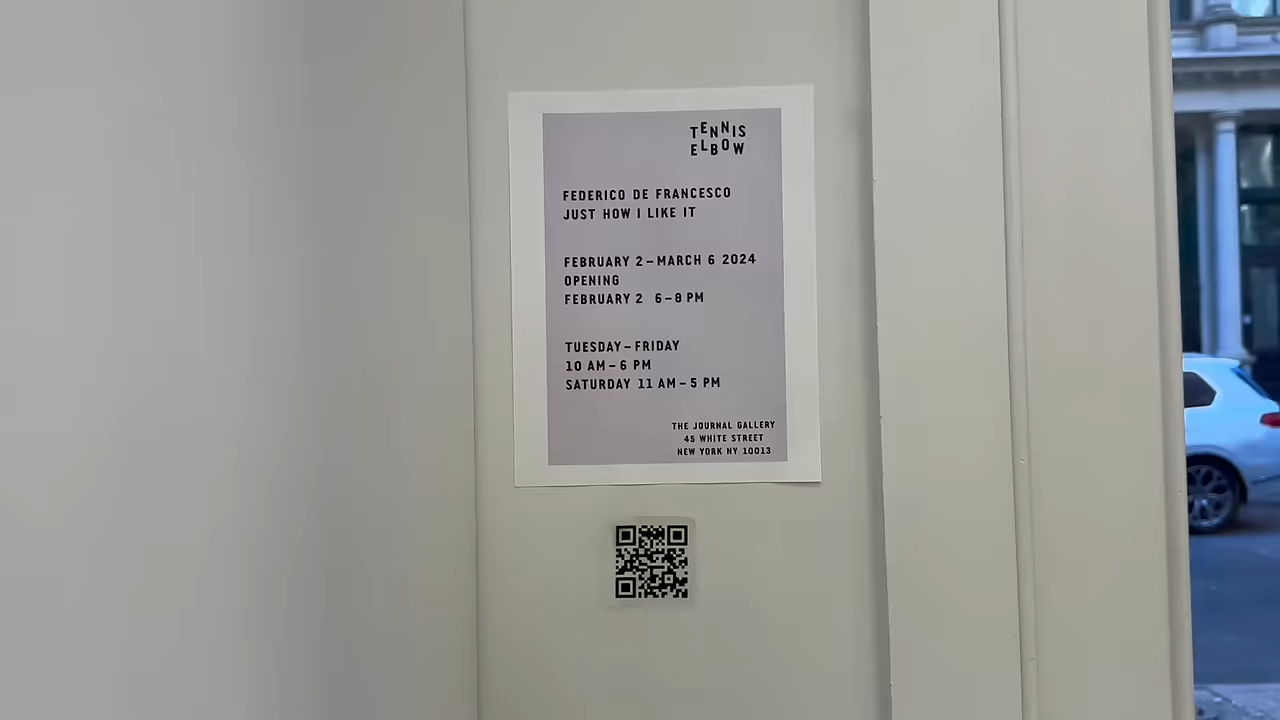 TENNIS
ELBOW
FEDERICO DE FRANCESCO
JUST HOW I LIKE IT
FEBRUARY 2–MARCH 6 2024
OPENING
FEBRUARY 2 6–8 PM
TUESDAY–FRIDAY
10 AM–6 PM
SATURDAY 11 AM–5 PM
THE JOURNAL GALLERY
45 WHITE STREET
NEW YORK NY 10013